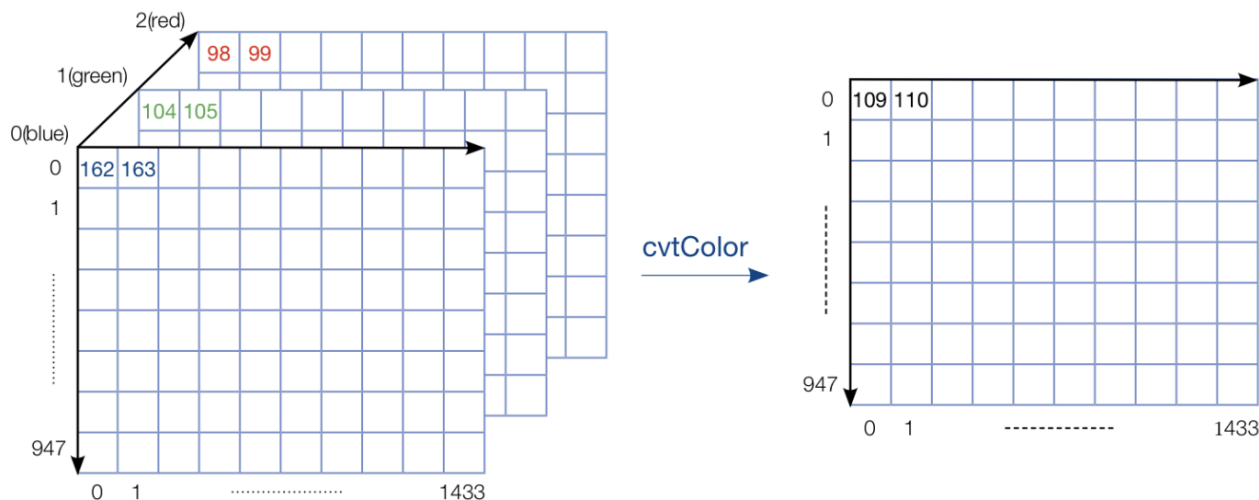 2(red)
98 99
1(green)
104 105
0(blue)
0
162 163
1
947
0 1 1433
cvtColor
0
109 110
1
947
0 1 1433